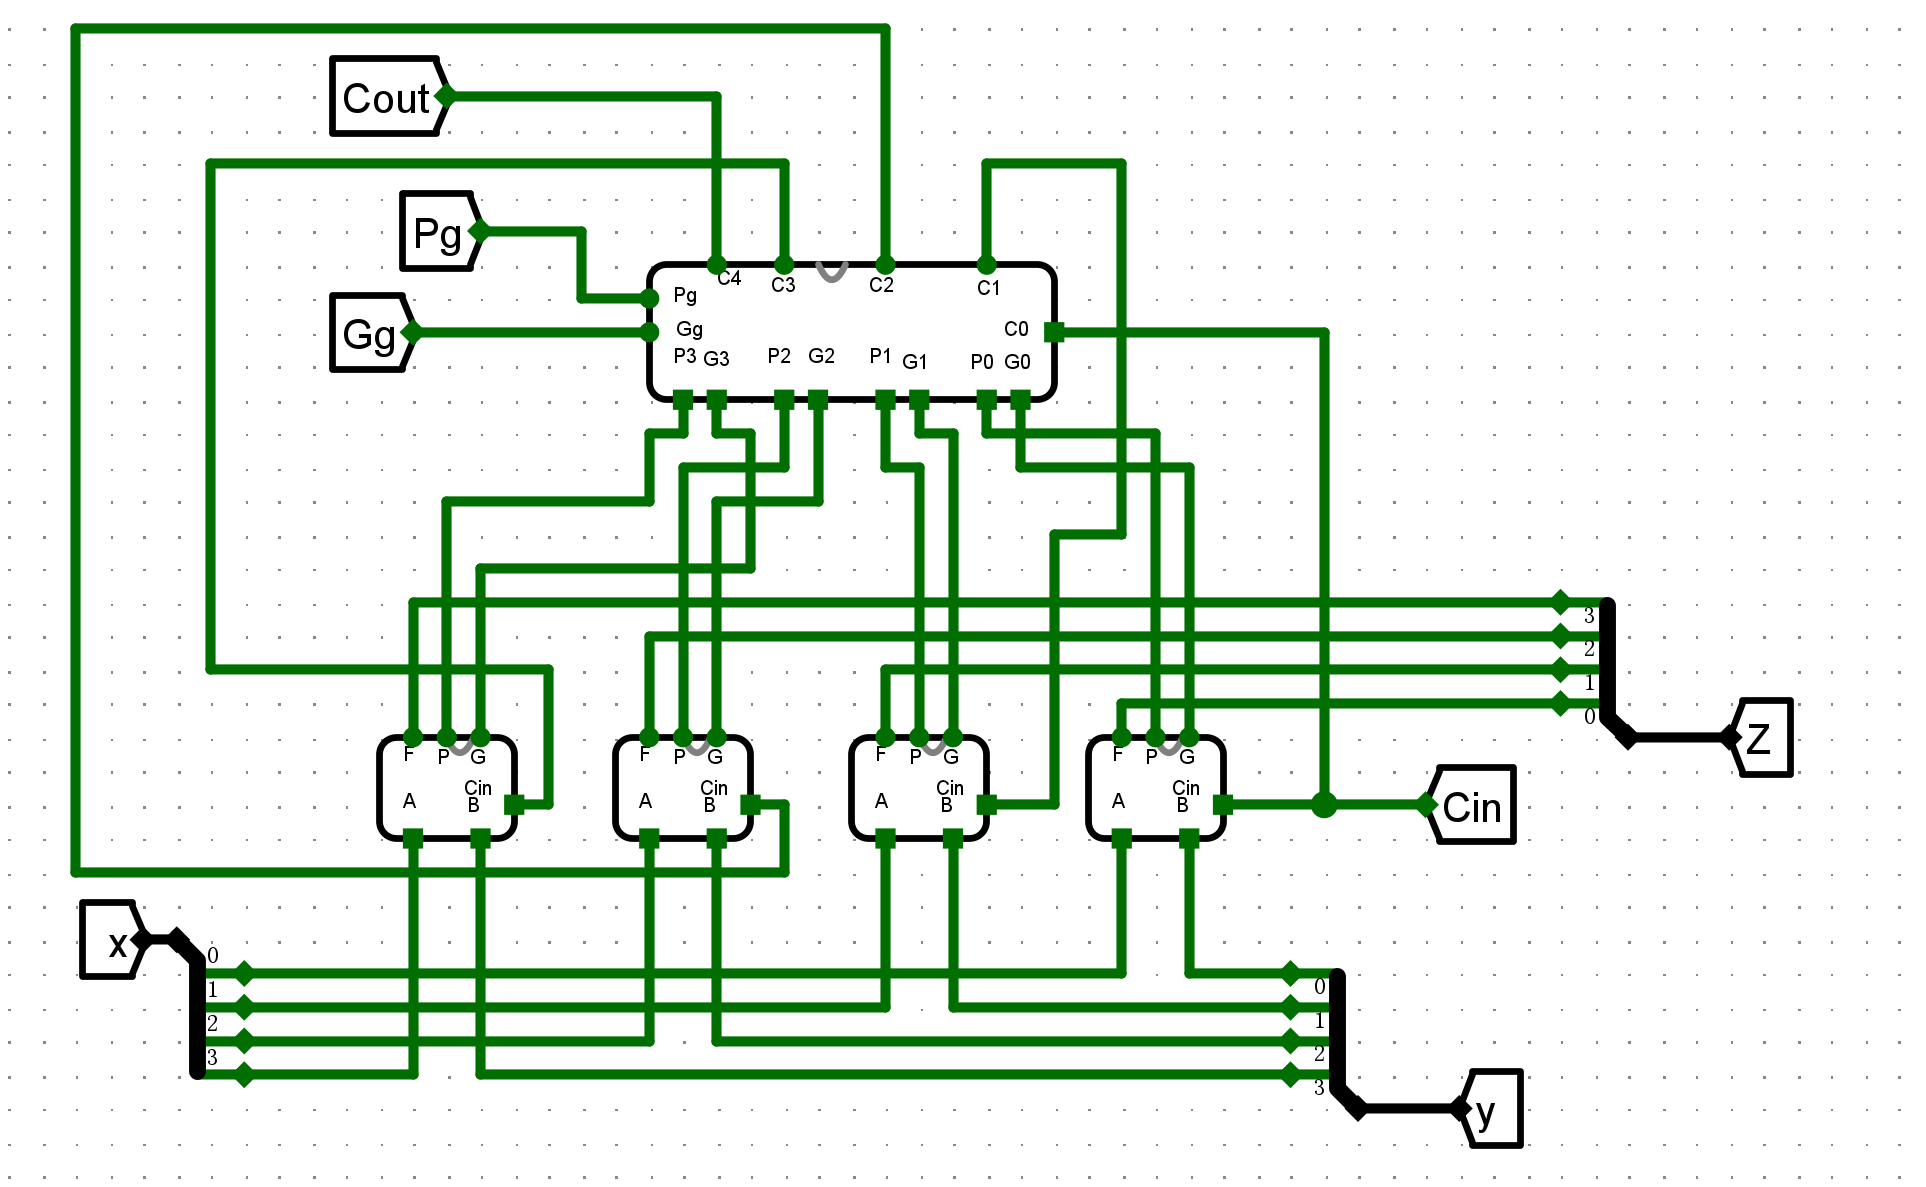 Cout
Pg
Gg
C4 C3 C2 C1
Pg
Gg C0
P3 G3 P2 G2 P1 G1 P0 G0
3
2
1
0
Z
F P G F P G F P G F P G
Cin Cin Cin Cin
A B A B A B A B
Cin
x
0
1
2
3
0
1
2
3
y